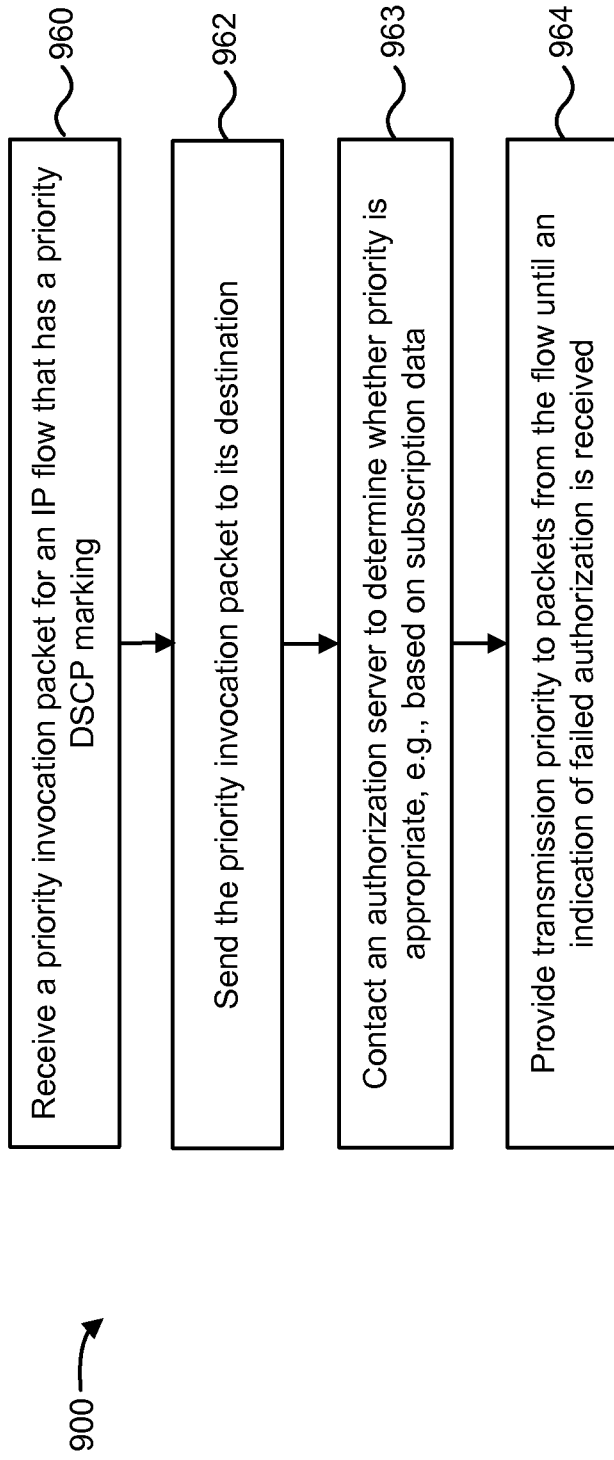 900
Receive a priority invocation packet for an IP flow that has a priority
DSCP marking
960
Send the priority invocation packet to its destination
962
Contact an authorization server to determine whether priority is
appropriate, e.g., based on subscription data
963
Provide transmission priority to packets from the flow until an
indication of failed authorization is received
964